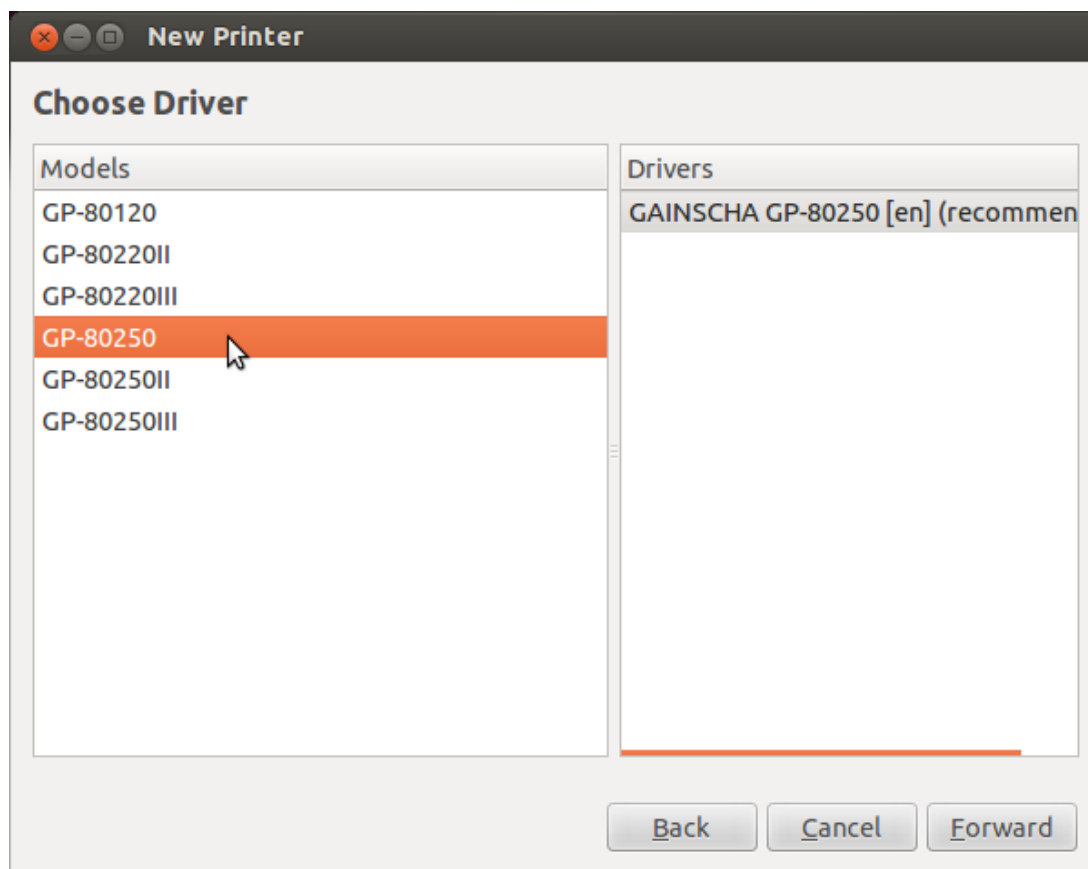 New Printer
Choose Driver
Models
GP-80120
GP-80220II
GP-80220III
GP-80250
GP-80250II
GP-80250III
Drivers
GAINSCHA GP-80250 [en] (recommen
Back
Cancel
Forward